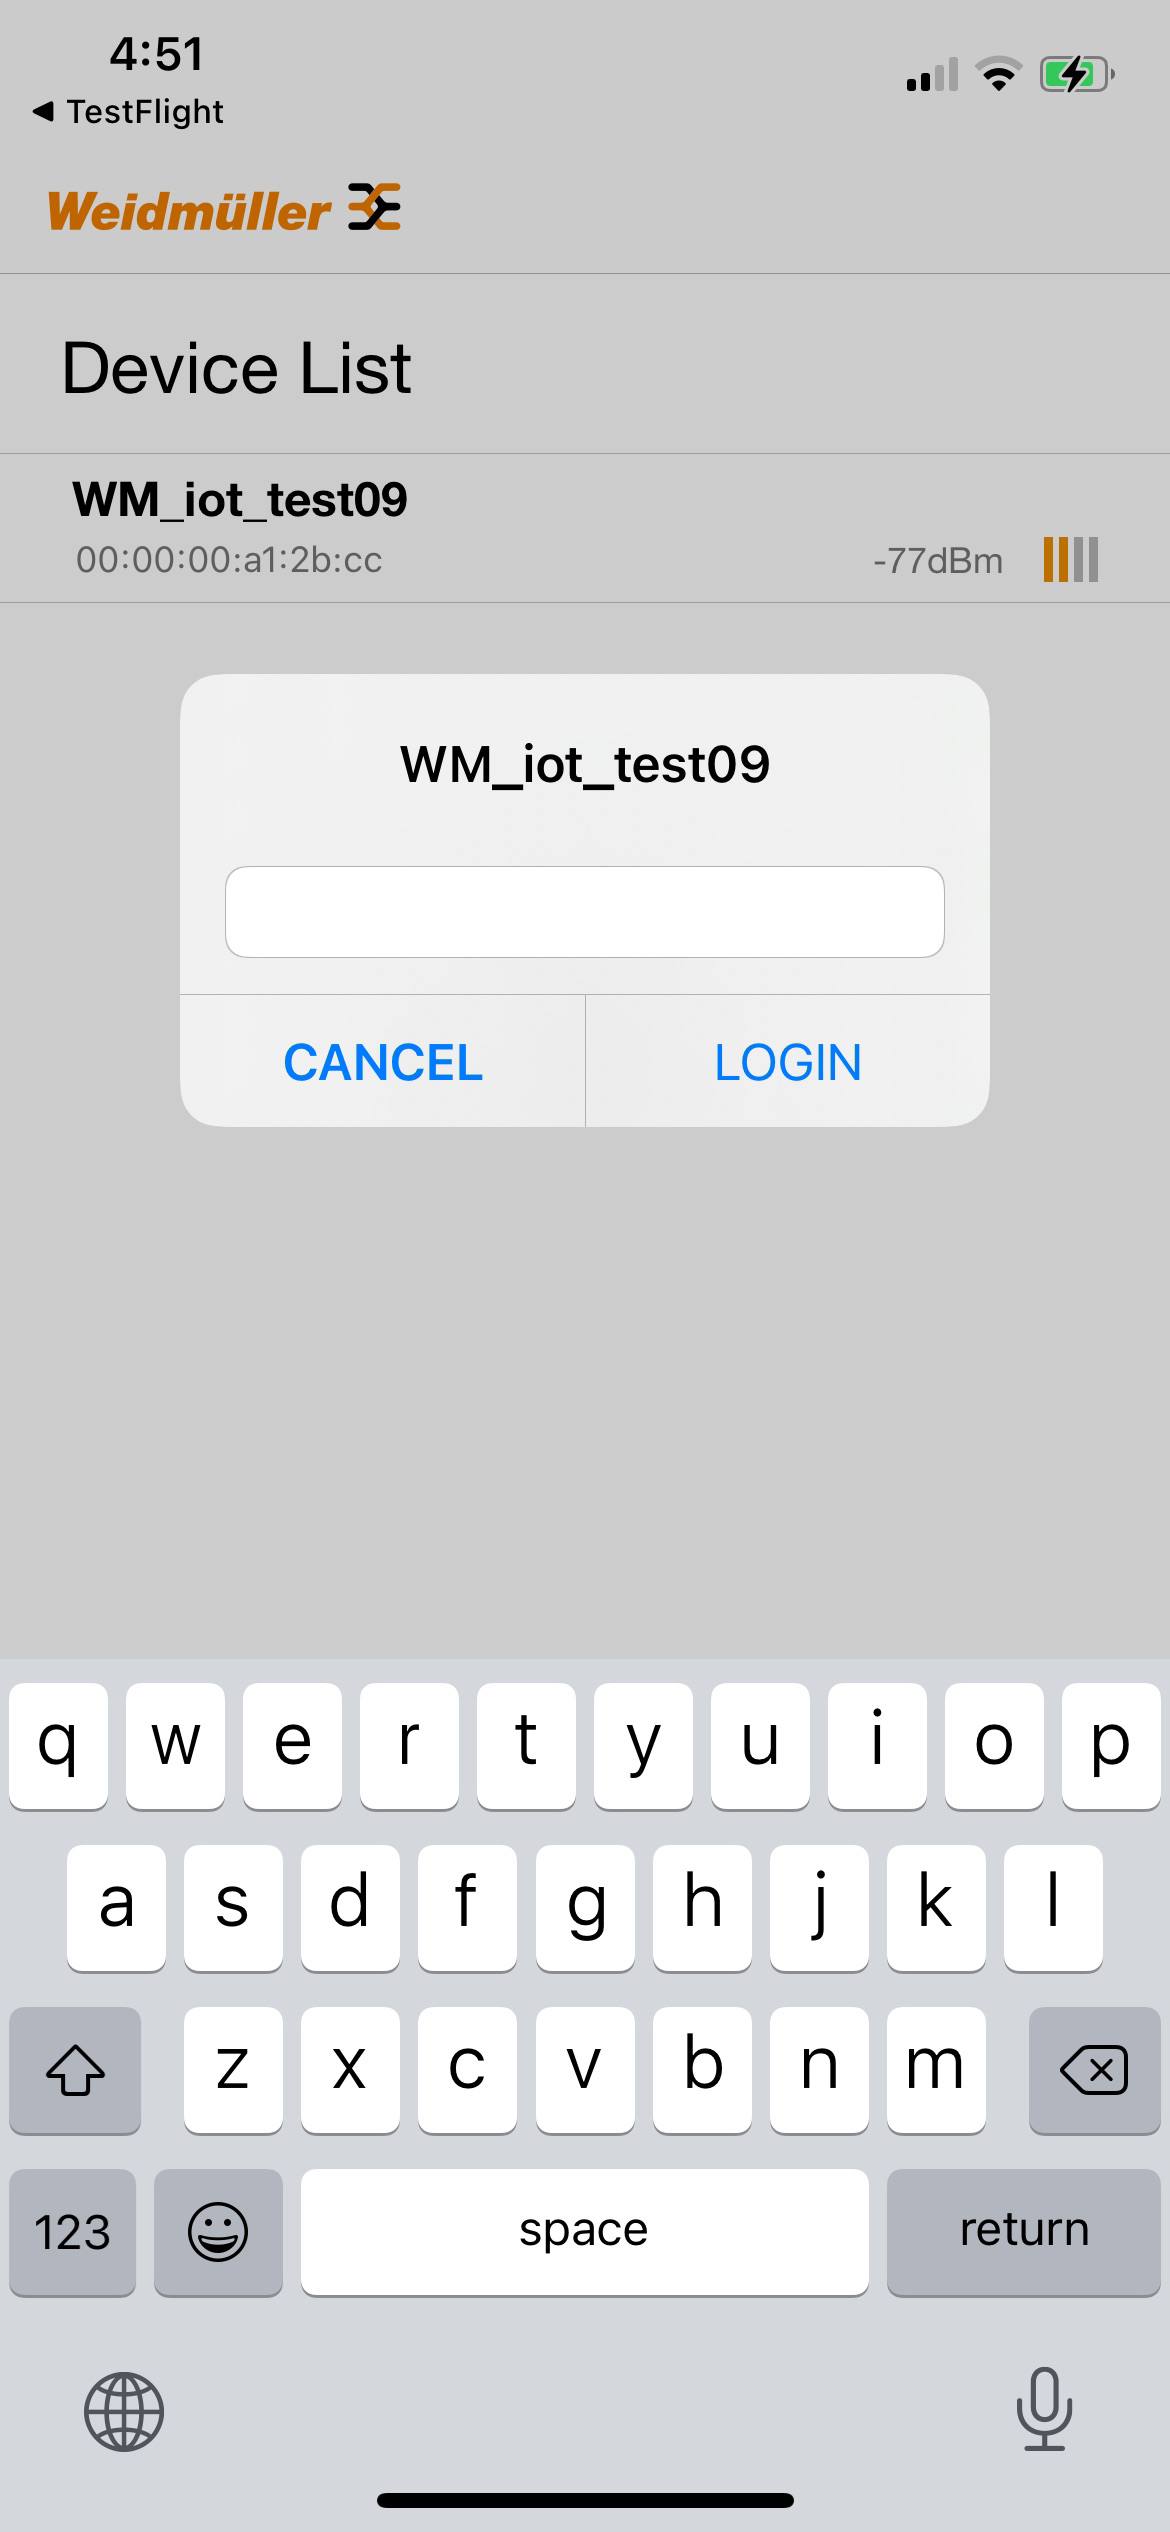 4:51
◀ TestFlight
Weidmüller
Device List
WM_iot_test09
00:00:00:a1:2b:cc -77dBm
WM_iot_test09
CANCEL LOGIN
q w e r t y u i o p
a s d f g h j k l
z x c v b n m
123 space return